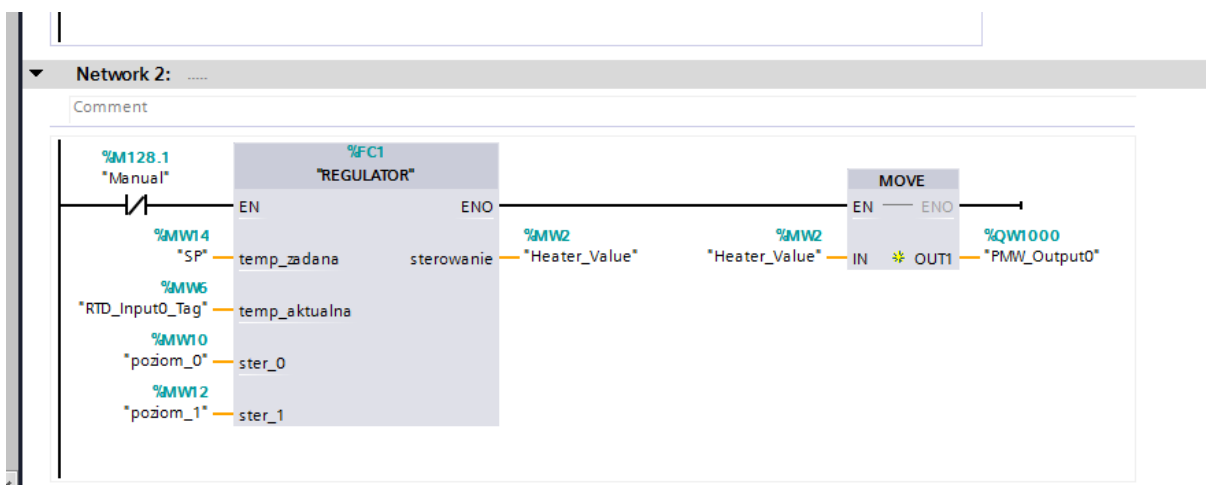 Network 2: .....
Comment
%M128.1
"Manual"
%FC1
"REGULATOR"
EN ENO
%MW14
"SP"
temp_zadana
%MW6
"RTD_Input0_Tag"
temp_aktualna
%MW10
"poziom_0"
ster_0
%MW12
"poziom_1"
ster_1
sterowanie
%MW2
"Heater_Value"
MOVE
EN ENO
%MW2
"Heater_Value"
IN OUT1
%QW1000
"PMW_Output0"